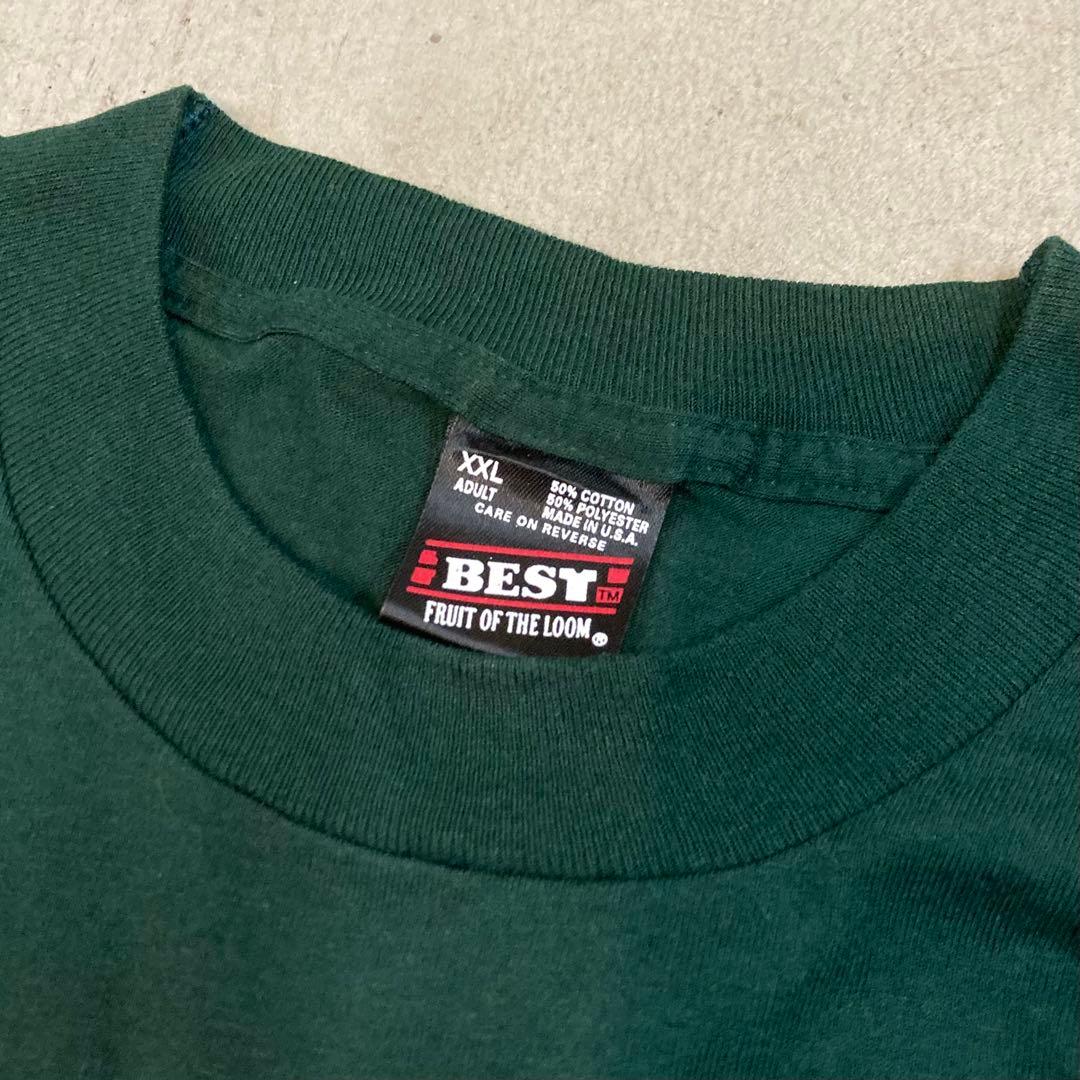 XXL
ADULT
50% COTTON
50% POLYESTER
MADE IN U.S.A.
CARE ON REVERSE
BEST™
FRUIT OF THE LOOM®